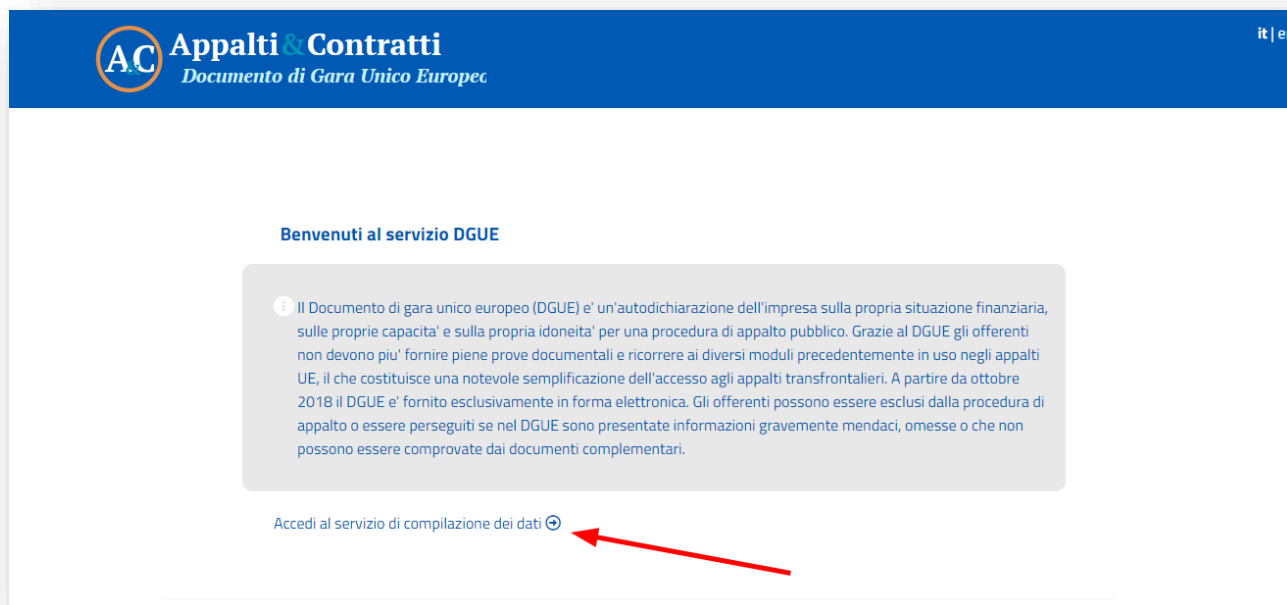 it | e
A&C Appalti&Contratti
Documento di Gara Unico Europeo
Benvenuti al servizio DGUE
Il Documento di gara unico europeo (DGUE) e' un'autodichiarazione dell'impresa sulla propria situazione finanziaria,
sulle proprie capacita' e sulla propria idoneita' per una procedura di appalto pubblico. Grazie al DGUE gli offerenti
non devono piu' fornire piene prove documentali e ricorrere ai diversi moduli precedentemente in uso negli appalti
UE, il che costituisce una notevole semplificazione dell'accesso agli appalti transfrontalieri. A partire da ottobre
2018 il DGUE e' fornito esclusivamente in forma elettronica. Gli offerenti possono essere esclusi dalla procedura di
appalto o essere perseguiti se nel DGUE sono presentate informazioni gravemente mendaci, omesse o che non
possono essere comprovate dai documenti complementari.
Accedi al servizio di compilazione dei dati